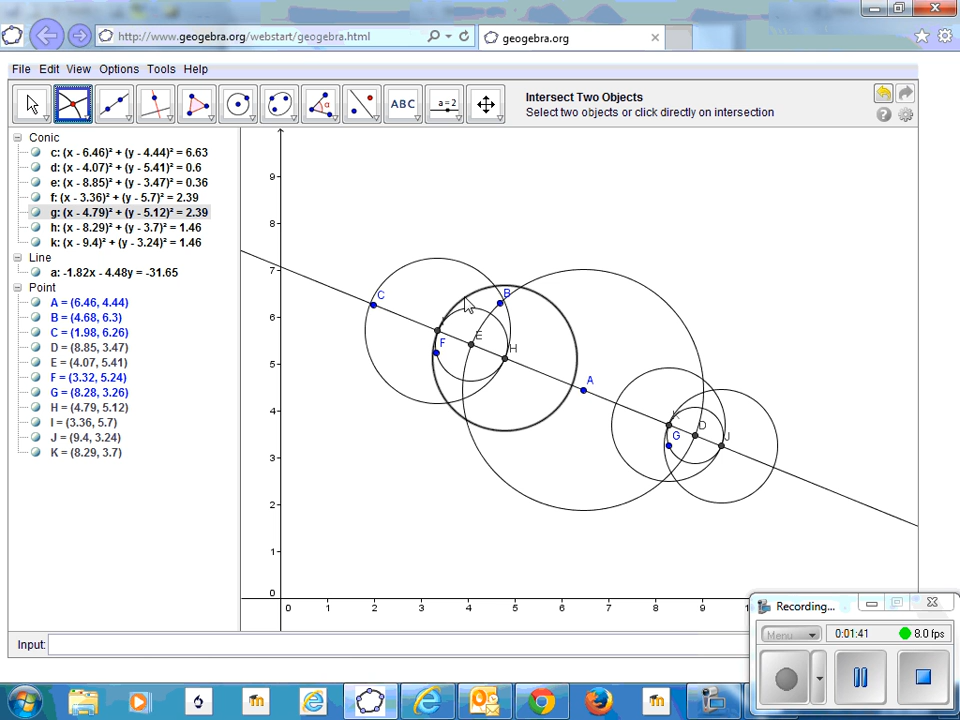 http://www.geogebra.org/webstart/geogebra.html
geogebra.org
File Edit View Options Tools Help
ABC
a=2
Intersect Two Objects
Select two objects or click directly on intersection
Conic
c: (x - 6.46)² + (y - 4.44)² = 6.63
d: (x - 4.07)² + (y - 5.41)² = 0.6
e: (x - 8.85)² + (y - 3.47)² = 0.36
f: (x - 3.36)² + (y - 5.7)² = 2.39
g: (x - 4.79)² + (y - 5.12)² = 2.39
h: (x - 8.29)² + (y - 3.7)² = 1.46
k: (x - 9.4)² + (y - 3.24)² = 1.46
Line
a: -1.82x - 4.48y = -31.65
Point
A = (6.46, 4.44)
B = (4.68, 6.3)
C = (1.98, 6.26)
D = (8.85, 3.47)
E = (4.07, 5.41)
F = (3.32, 5.24)
G = (8.28, 3.26)
H = (4.79, 5.12)
I = (3.36, 5.7)
J = (9.4, 3.24)
K = (8.29, 3.7)
9
8
7
6
5
4
3
2
1
0
0 1 2 3 4 5 6 7 8 9
C
B
I
E
F
H
A
K
G
D
J
Input:
Recording...
Menu
0:01:41
8.0 fps